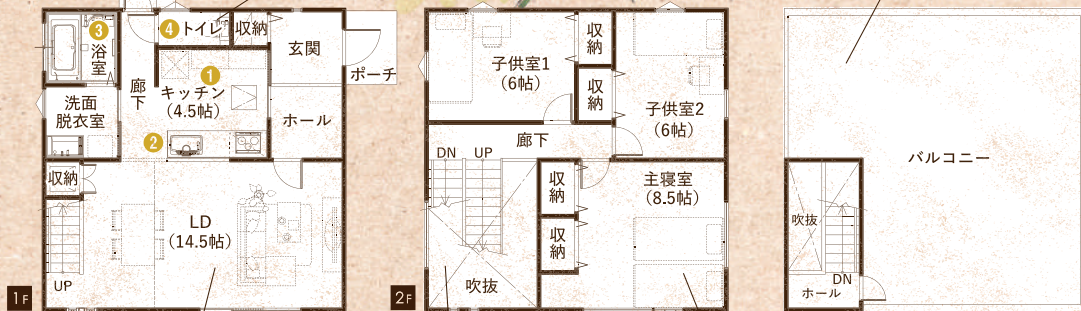 3
浴室
4 トイレ
収納
玄関
ポーチ
廊下
1
キッチン
(4.5帖)
ホール
洗面
脱衣室
2
収納
LD
(14.5帖)
UP
1F
子供室1
(6帖)
収納
収納
子供室2
(6帖)
廊下
DN UP
収納
収納
主寝室
(8.5帖)
吹抜
2F
バルコニー
吹抜
DN
ホール